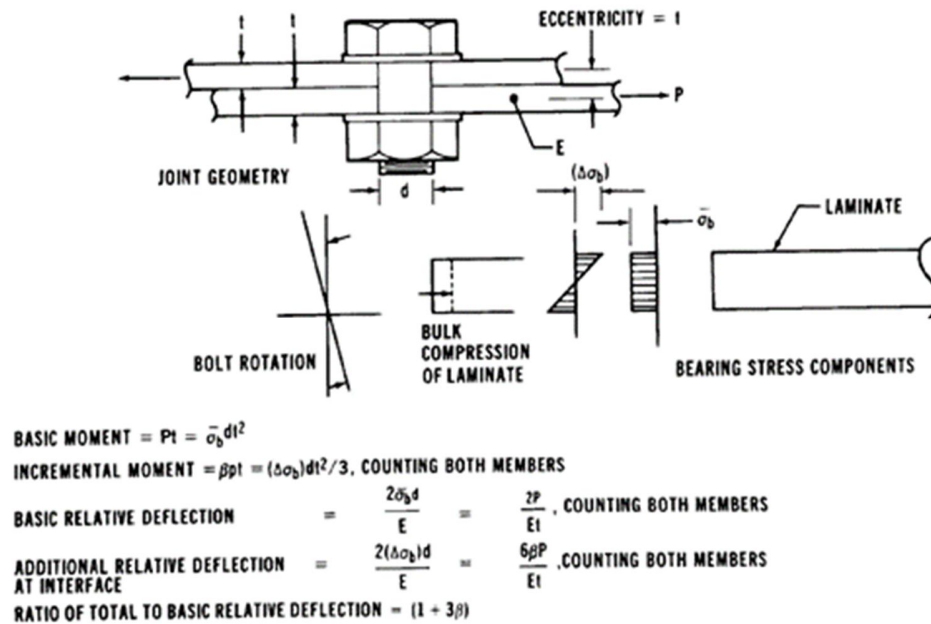 t
t
ECCENTRICITY = t
P
E
JOINT GEOMETRY
d
(Δσb)
σ̄b
LAMINATE
BOLT ROTATION
BULK
COMPRESSION
OF LAMINATE
BEARING STRESS COMPONENTS
BASIC MOMENT = Pt = σ̄b dt²
INCREMENTAL MOMENT = βpt = (Δσb)dt²/3, COUNTING BOTH MEMBERS
BASIC RELATIVE DEFLECTION = 2σ̄b d / E = 2P / Et , COUNTING BOTH MEMBERS
ADDITIONAL RELATIVE DEFLECTION = 2(Δσb)d / E = 6βP / Et ,COUNTING BOTH MEMBERS
AT INTERFACE
RATIO OF TOTAL TO BASIC RELATIVE DEFLECTION = (1 + 3β)